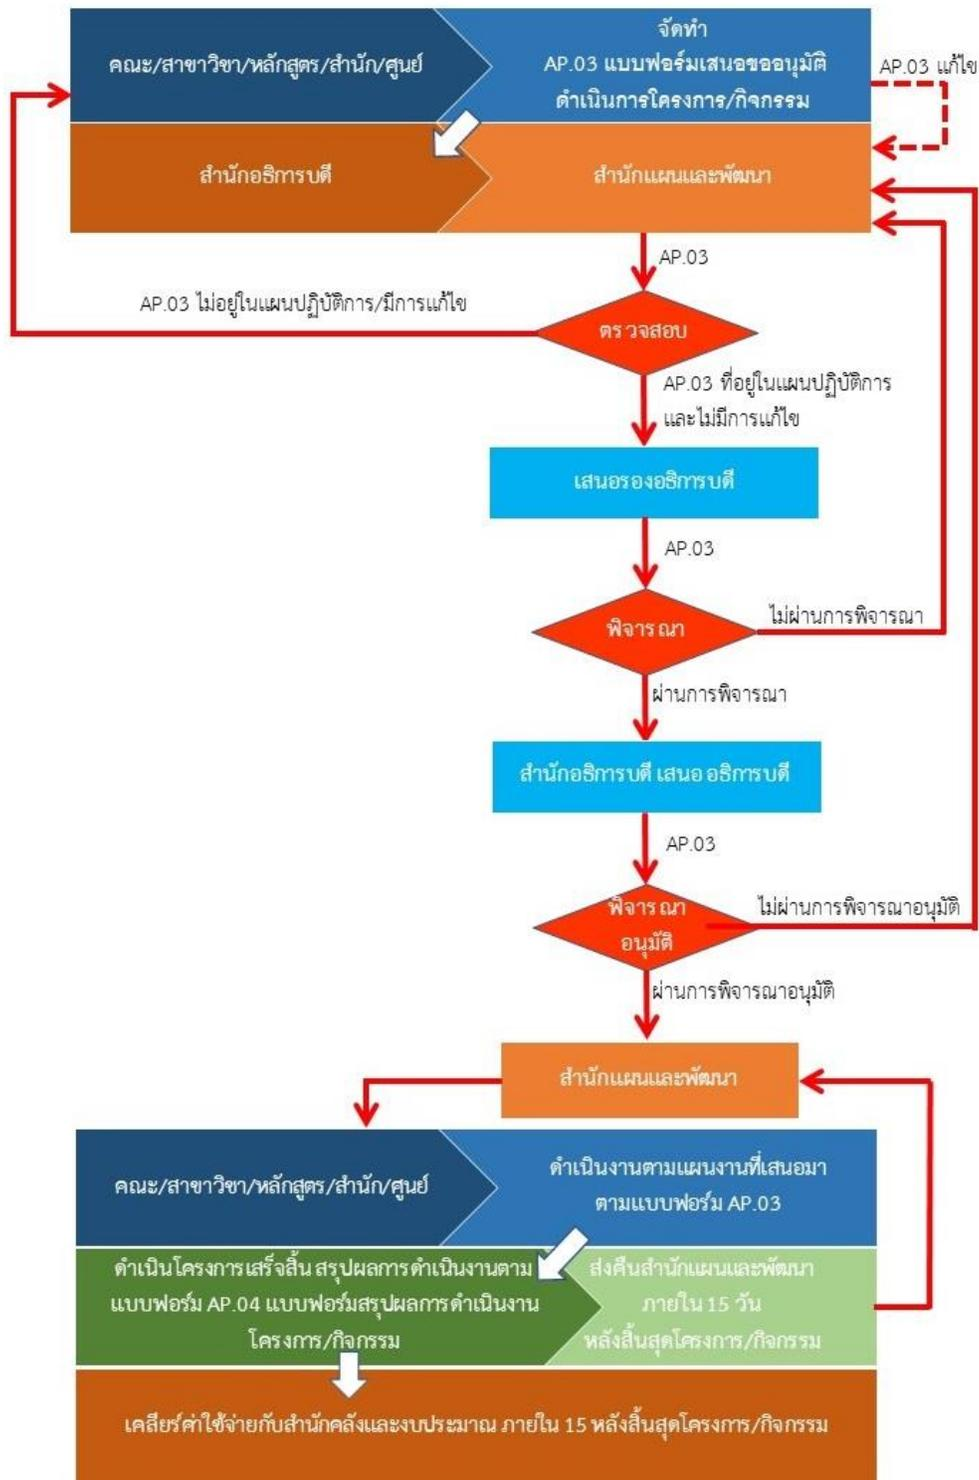 จัดทำ
คณะ/สาขาวิชา/หลักสูตร/สำนัก/ศูนย์
AP.03 แบบฟอร์มเสนอขออนุมัติ
ดำเนินการโครงการ/กิจกรรม
AP.03 แก้ไข
สำนักอธิการบดี
สำนักแผนและพัฒนา
AP.03
AP.03 ไม่อยู่ในแผนปฏิบัติการ/มีการแก้ไข
ตรวจสอบ
AP.03 ที่อยู่ในแผนปฏิบัติการ
และไม่มีการแก้ไข
เสนอรองอธิการบดี
AP.03
พิจารณา
ไม่ผ่านการพิจารณา
ผ่านการพิจารณา
สำนักอธิการบดี เสนอ อธิการบดี
AP.03
พิจารณา
อนุมัติ
ไม่ผ่านการพิจารณาอนุมัติ
ผ่านการพิจารณาอนุมัติ
สำนักแผนและพัฒนา
คณะ/สาขาวิชา/หลักสูตร/สำนัก/ศูนย์
ดำเนินงานตามแผนงานที่เสนอมา
ตามแบบฟอร์ม AP.03
ดำเนินโครงการเสร็จสิ้น สรุปผลการดำเนินงานตาม
แบบฟอร์ม AP.04 แบบฟอร์มสรุปผลการดำเนินงาน
โครงการ/กิจกรรม
ส่งคืนสำนักแผนและพัฒนา
ภายใน 15 วัน
หลังสิ้นสุดโครงการ/กิจกรรม
เคลียร์ค่าใช้จ่ายกับสำนักคลังและงบประมาณ ภายใน 15 หลังสิ้นสุดโครงการ/กิจกรรม